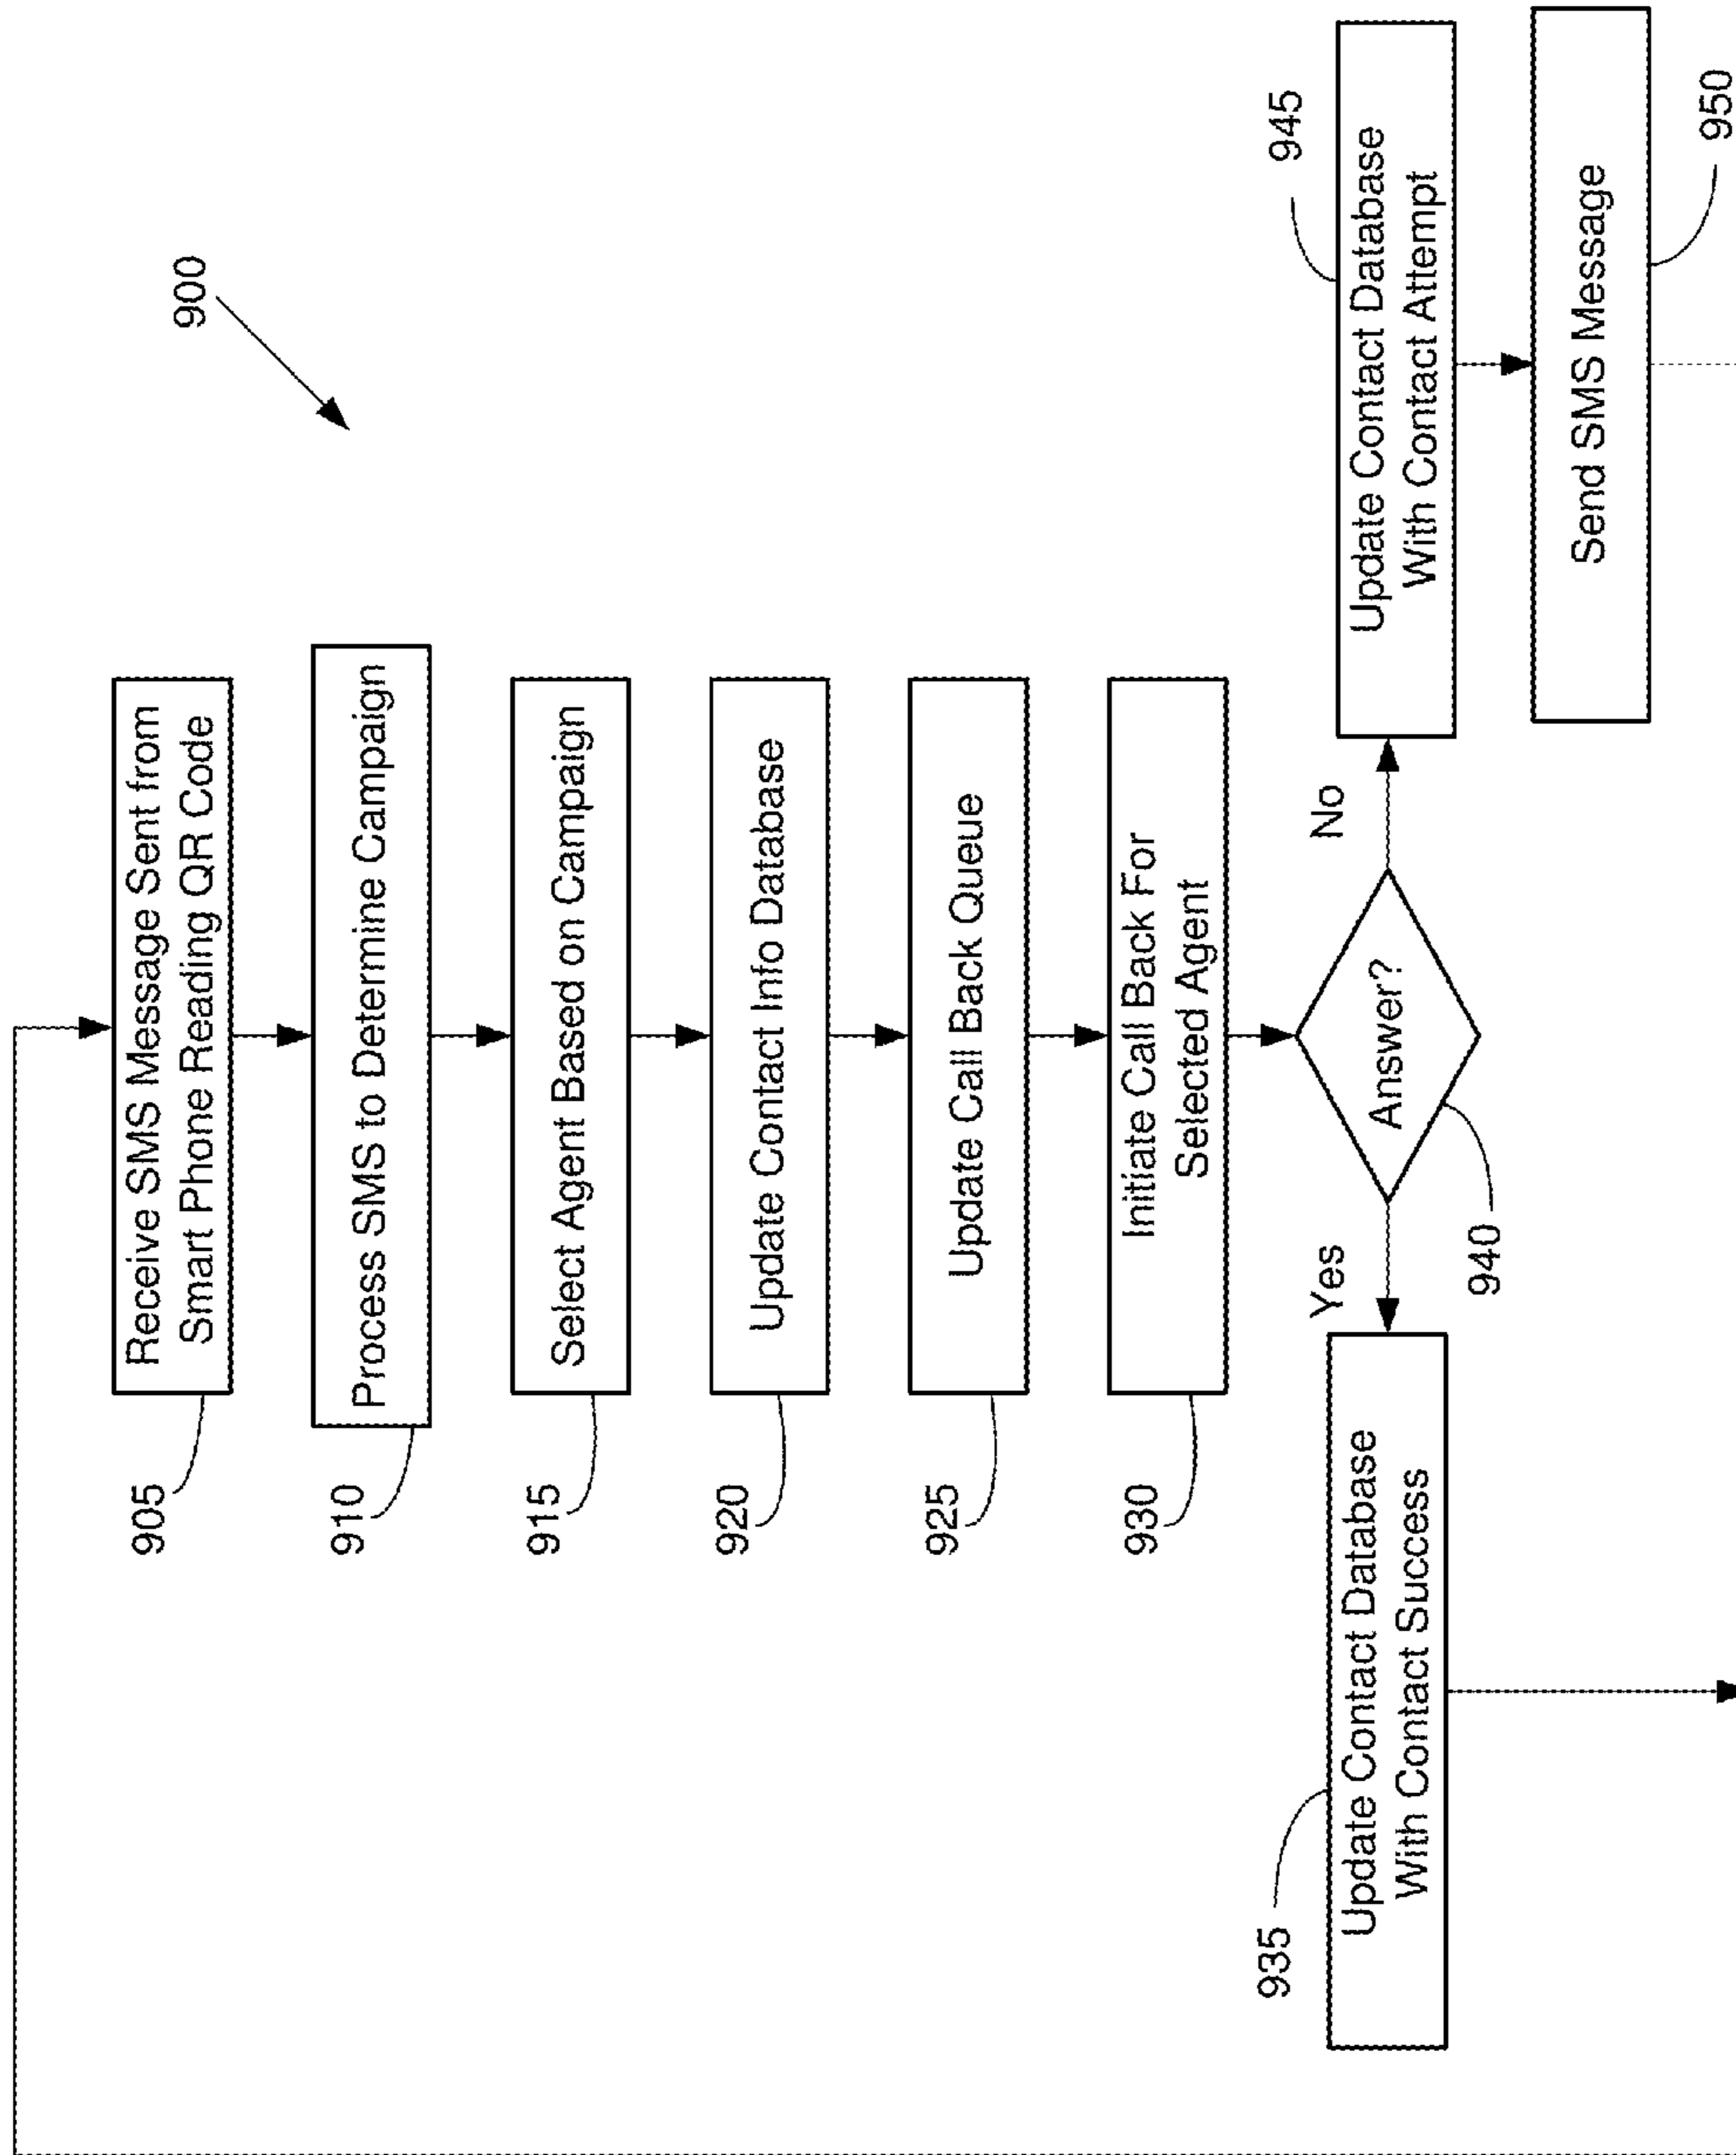 900
905
Receive SMS Message Sent from
Smart Phone Reading QR Code
910
Process SMS to Determine Campaign
915
Select Agent Based on Campaign
920
Update Contact Info Database
925
Update Call Back Queue
930
Initiate Call Back For
Selected Agent
Answer?
940
Yes
No
935
Update Contact Database
With Contact Success
945
Update Contact Database
With Contact Attempt
Send SMS Message
950